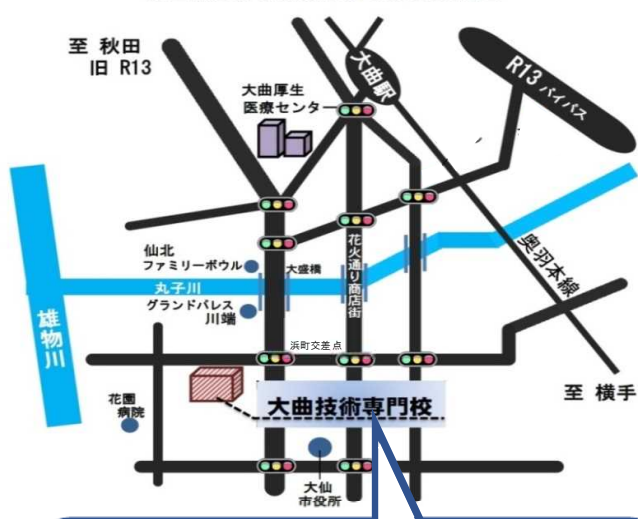 至 秋田
旧 R13
大曲厚生
医療センター
大曲駅
R13 バイパス
仙北
ファミリーボウル
大盛橋
花火通り商店街
丸子川
グランドパレス
川端
雄物川
奥羽本線
浜町交差点
至 横手
花園
病院
大曲技術専門校
大仙
市役所